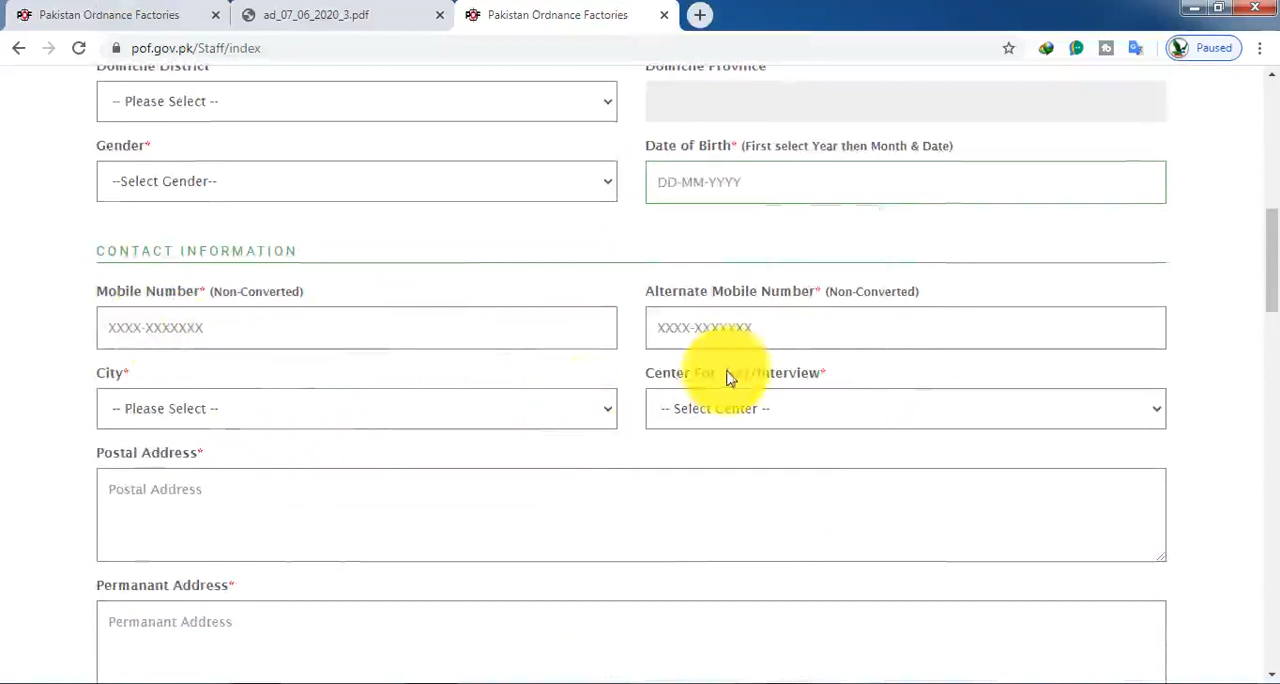 Pakistan Ordnance Factories
ad_07_06_2020_3.pdf
Pakistan Ordnance Factories
pof.gov.pk/Staff/index
Paused
Domicile District
Domicile Province
-- Please Select --
Gender*
Date of Birth* (First select Year then Month & Date)
--Select Gender--
DD-MM-YYYY
CONTACT INFORMATION
Mobile Number* (Non-Converted)
Alternate Mobile Number* (Non-Converted)
XXXX-XXXXXXX
XXXX-XXXXXXX
City*
Center For /Interview*
-- Please Select --
-- Select Center --
Postal Address*
Postal Address
Permanant Address*
Permanant Address